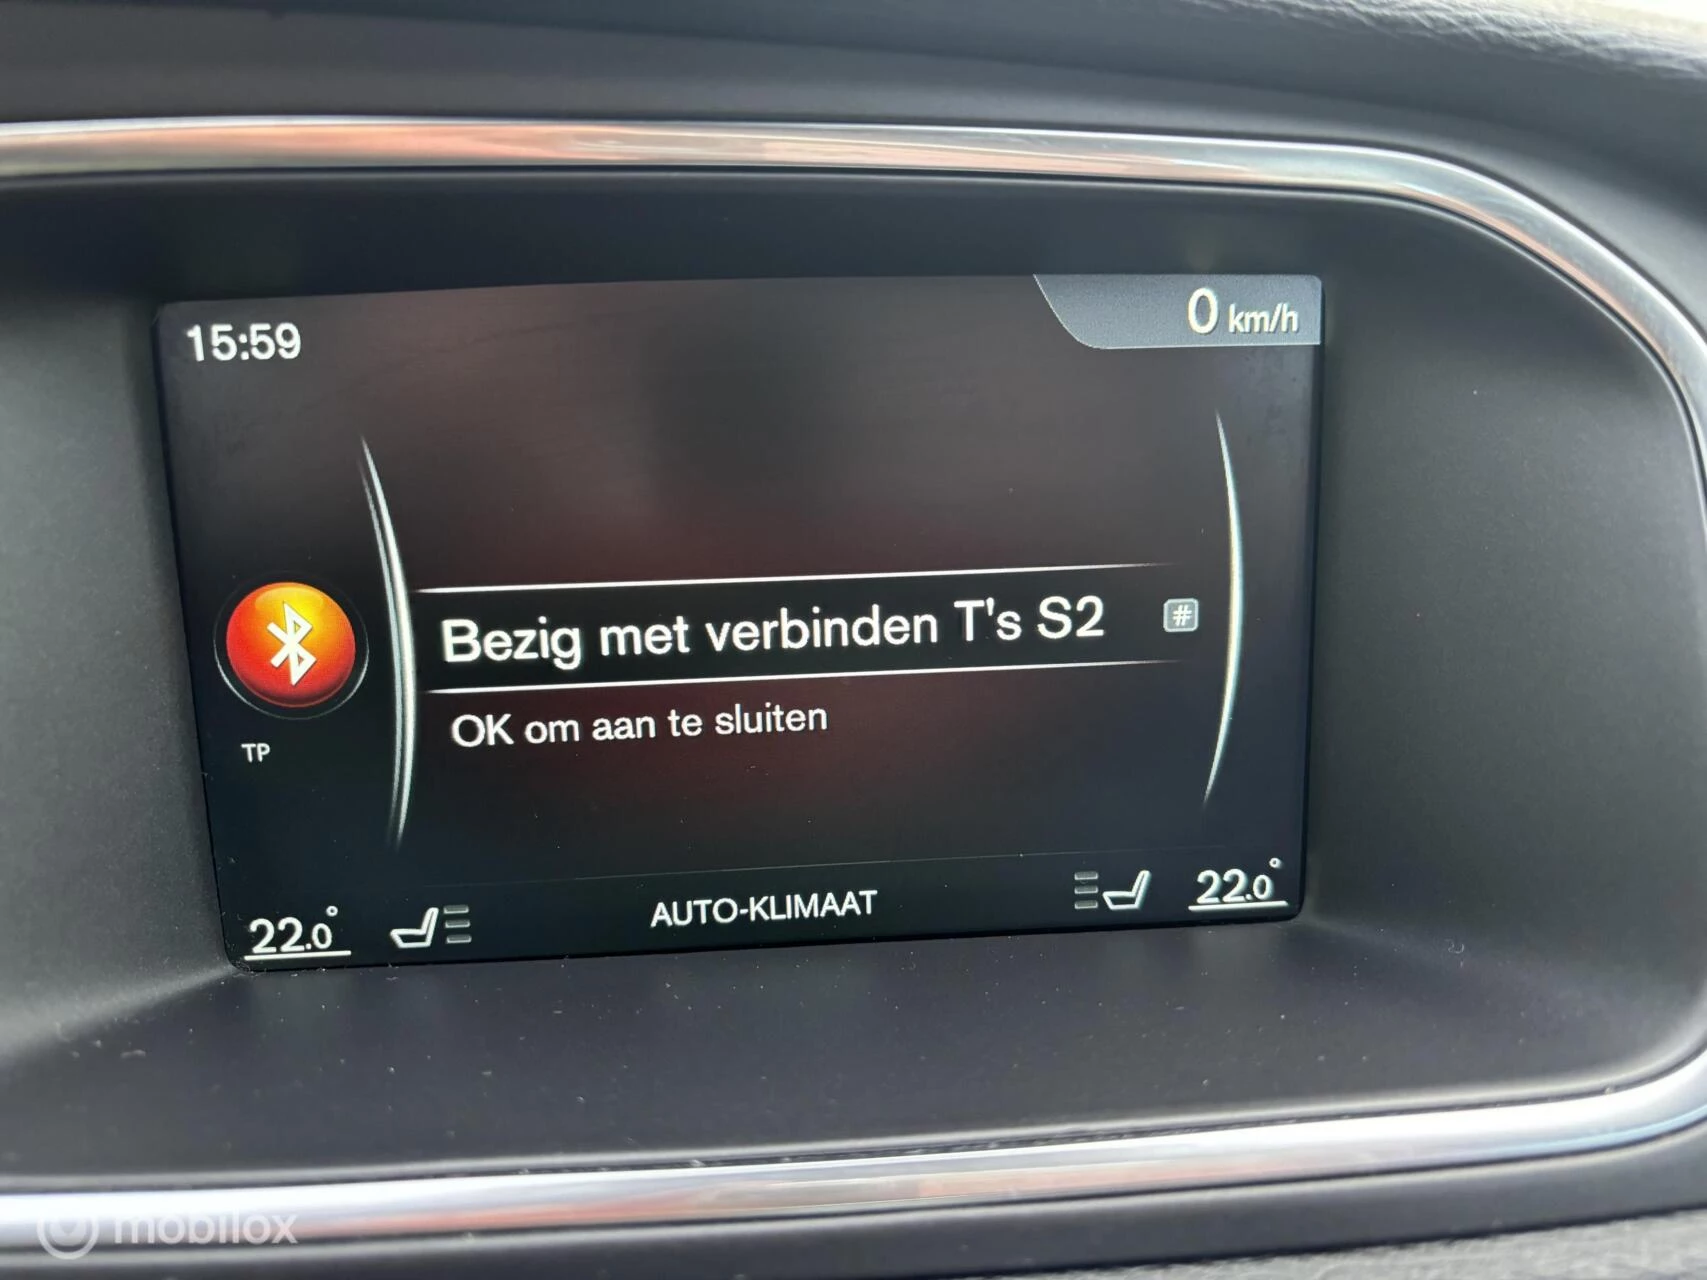 15:59
0 km/h
Bezig met verbinden T's S2 #
OK om aan te sluiten
TP
22.0° AUTO-KLIMAAT 22.0°
mobilox